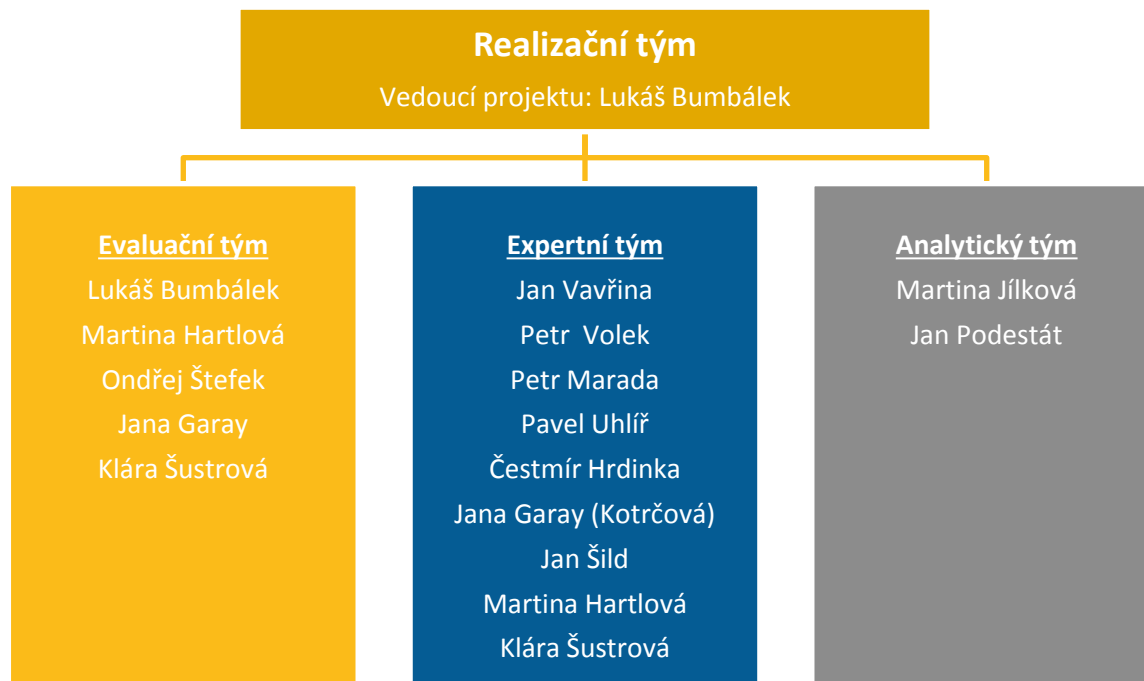 Realizační tým
Vedoucí projektu: Lukáš Bumbálek
Evaluační tým
Lukáš Bumbálek
Martina Hartlová
Ondřej Štefek
Jana Garay
Klára Šustrová
Expertní tým
Jan Vavřina
Petr  Volek
Petr Marada
Pavel Uhlíř
Čestmír Hrdinka
Jana Garay (Kotrčová)
Jan Šild
Martina Hartlová
Klára Šustrová
Analytický tým
Martina Jílková
Jan Podestát